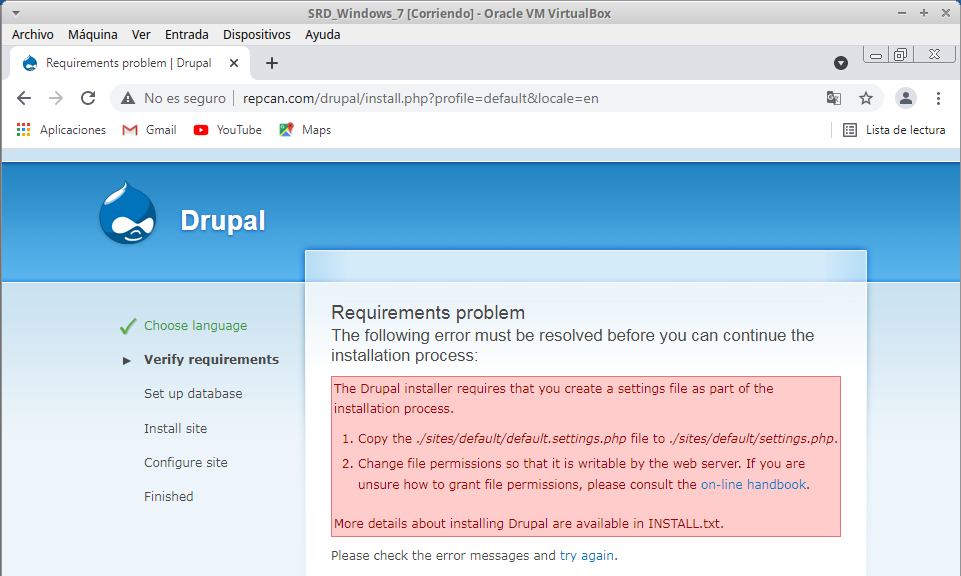 SRD_Windows_7 [Corriendo] - Oracle VM VirtualBox
Archivo Máquina Ver Entrada Dispositivos Ayuda
Requirements problem | Drupal
No es seguro repcan.com/drupal/install.php?profile=default&locale=en
Aplicaciones Gmail YouTube Maps Lista de lectura
Drupal
Choose language
Verify requirements
Set up database
Install site
Configure site
Finished
Requirements problem
The following error must be resolved before you can continue the
installation process:
The Drupal installer requires that you create a settings file as part of the
installation process.
1. Copy the ./sites/default/default.settings.php file to ./sites/default/settings.php.
2. Change file permissions so that it is writable by the web server. If you are
unsure how to grant file permissions, please consult the on-line handbook.
More details about installing Drupal are available in INSTALL.txt.
Please check the error messages and try again.